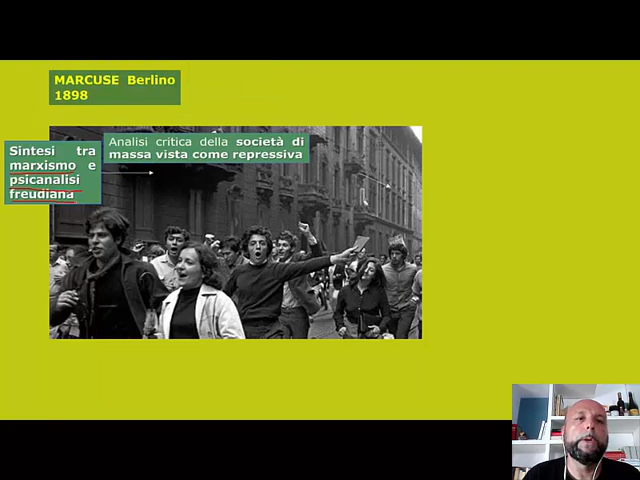 MARCUSE Berlino
1898
Analisi critica della società di
massa vista come repressiva
Sintesi tra
marxismo e
psicanalisi
freudiana